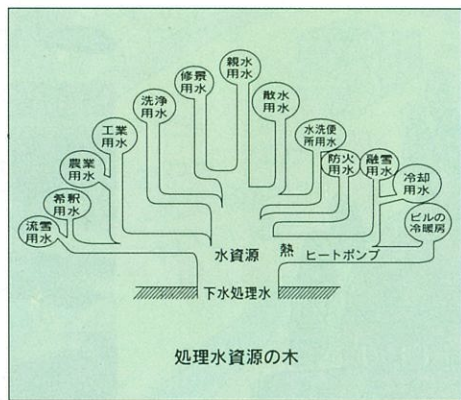 親水
用水
修景
用水
散水
用水
洗浄
用水
水洗便
所用水
工業
用水
防火
用水
融雪
用水
農業
用水
冷却
用水
希釈
用水
ビルの
冷暖房
流雪
用水
水資源
熱
ヒートポンプ
下水処理水
処理水資源の木